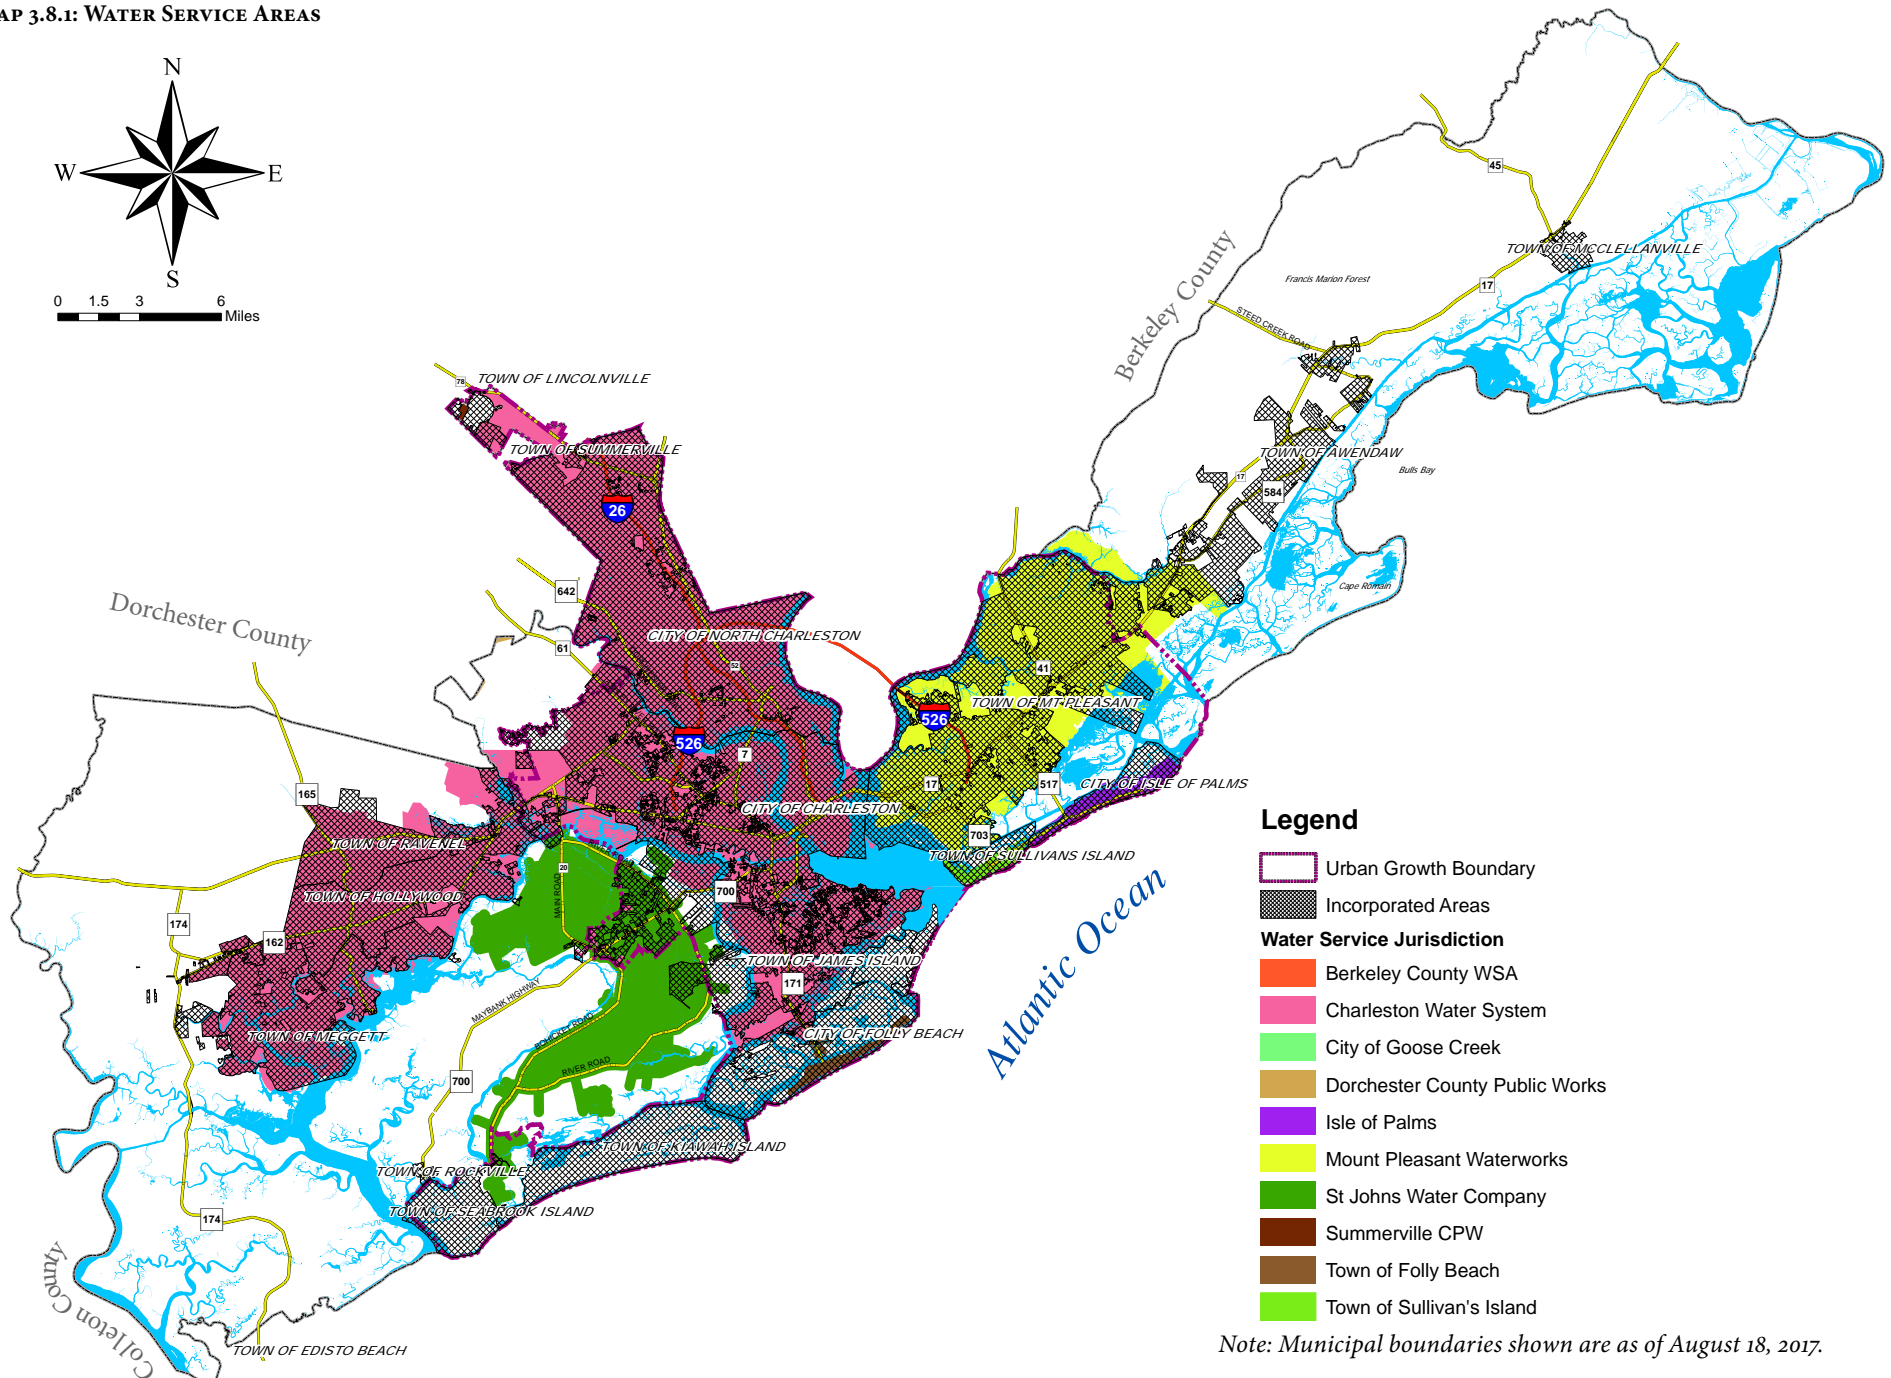 AP 3.8.1: WATER SERVICE AREAS
N
W
E
S
0 1.5 3 6
Miles
45
TOWN OF MCCLELLANVILLE
Francis Marion Forest
17
Berkeley County
STEED CREEK ROAD
78
TOWN OF LINCOLNVILLE
TOWN OF SUMMERVILLE
TOWN OF AWENDAW
Bulls Bay
17
584
26
Cape Romain
642
Dorchester County
CITY OF NORTH CHARLESTON
61
52
41
TOWN OF MT PLEASANT
526
526
7
17
517
CITY OF ISLE OF PALMS
165
CITY OF CHARLESTON
703
TOWN OF RAVENEL
TOWN OF SULLIVANS ISLAND
20
MAIN ROAD
700
TOWN OF HOLLYWOOD
174
162
TOWN OF JAMES ISLAND
171
MAYBANK HIGHWAY
BOHICKET ROAD
CITY OF FOLLY BEACH
TOWN OF MEGGETT
RIVER ROAD
700
Atlantic Ocean
TOWN OF KIAWAH ISLAND
TOWN OF ROCKVILLE
TOWN OF SEABROOK ISLAND
174
Colleton County
TOWN OF EDISTO BEACH
Legend
Urban Growth Boundary
Incorporated Areas
Water Service Jurisdiction
Berkeley County WSA
Charleston Water System
City of Goose Creek
Dorchester County Public Works
Isle of Palms
Mount Pleasant Waterworks
St Johns Water Company
Summerville CPW
Town of Folly Beach
Town of Sullivan's Island
Note: Municipal boundaries shown are as of August 18, 2017.